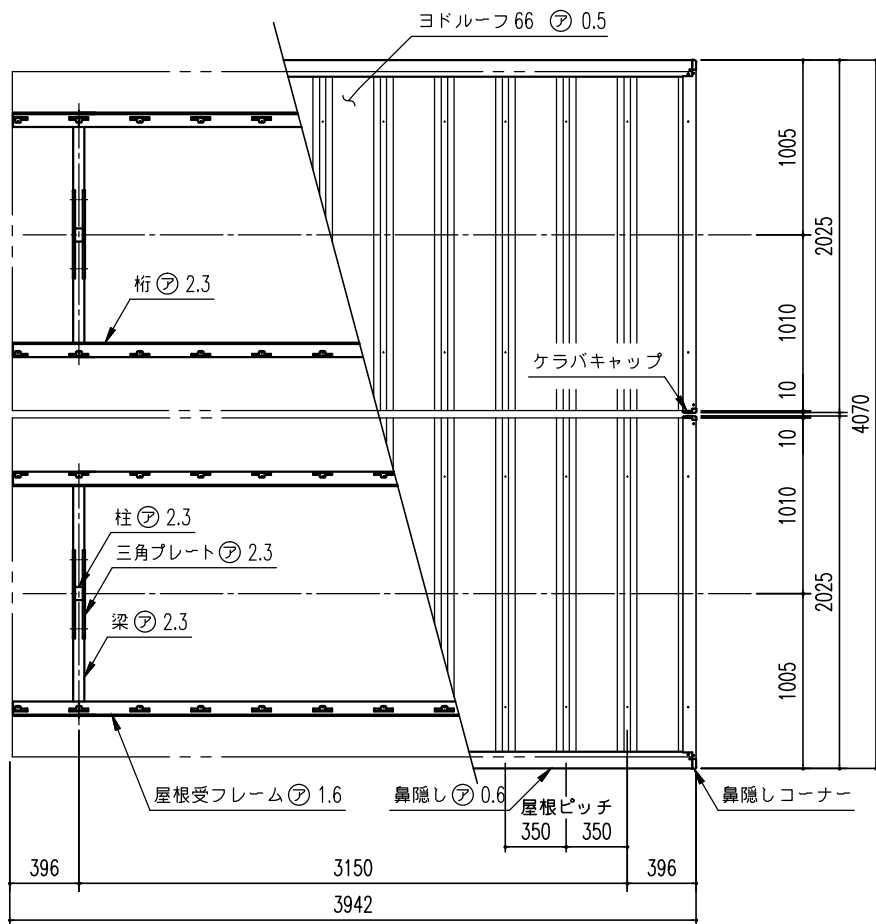 ヨドルーフ66 ㋐ 0.5
1005
2025
桁 ㋐ 2.3
1010
ケラバキャップ
10
4070
10
1010
柱 ㋐ 2.3
三角プレート ㋐ 2.3
2025
梁 ㋐ 2.3
1005
屋根受フレーム ㋐ 1.6
鼻隠し ㋐ 0.6
屋根ピッチ
鼻隠しコーナー
350
350
396
3150
396
3942